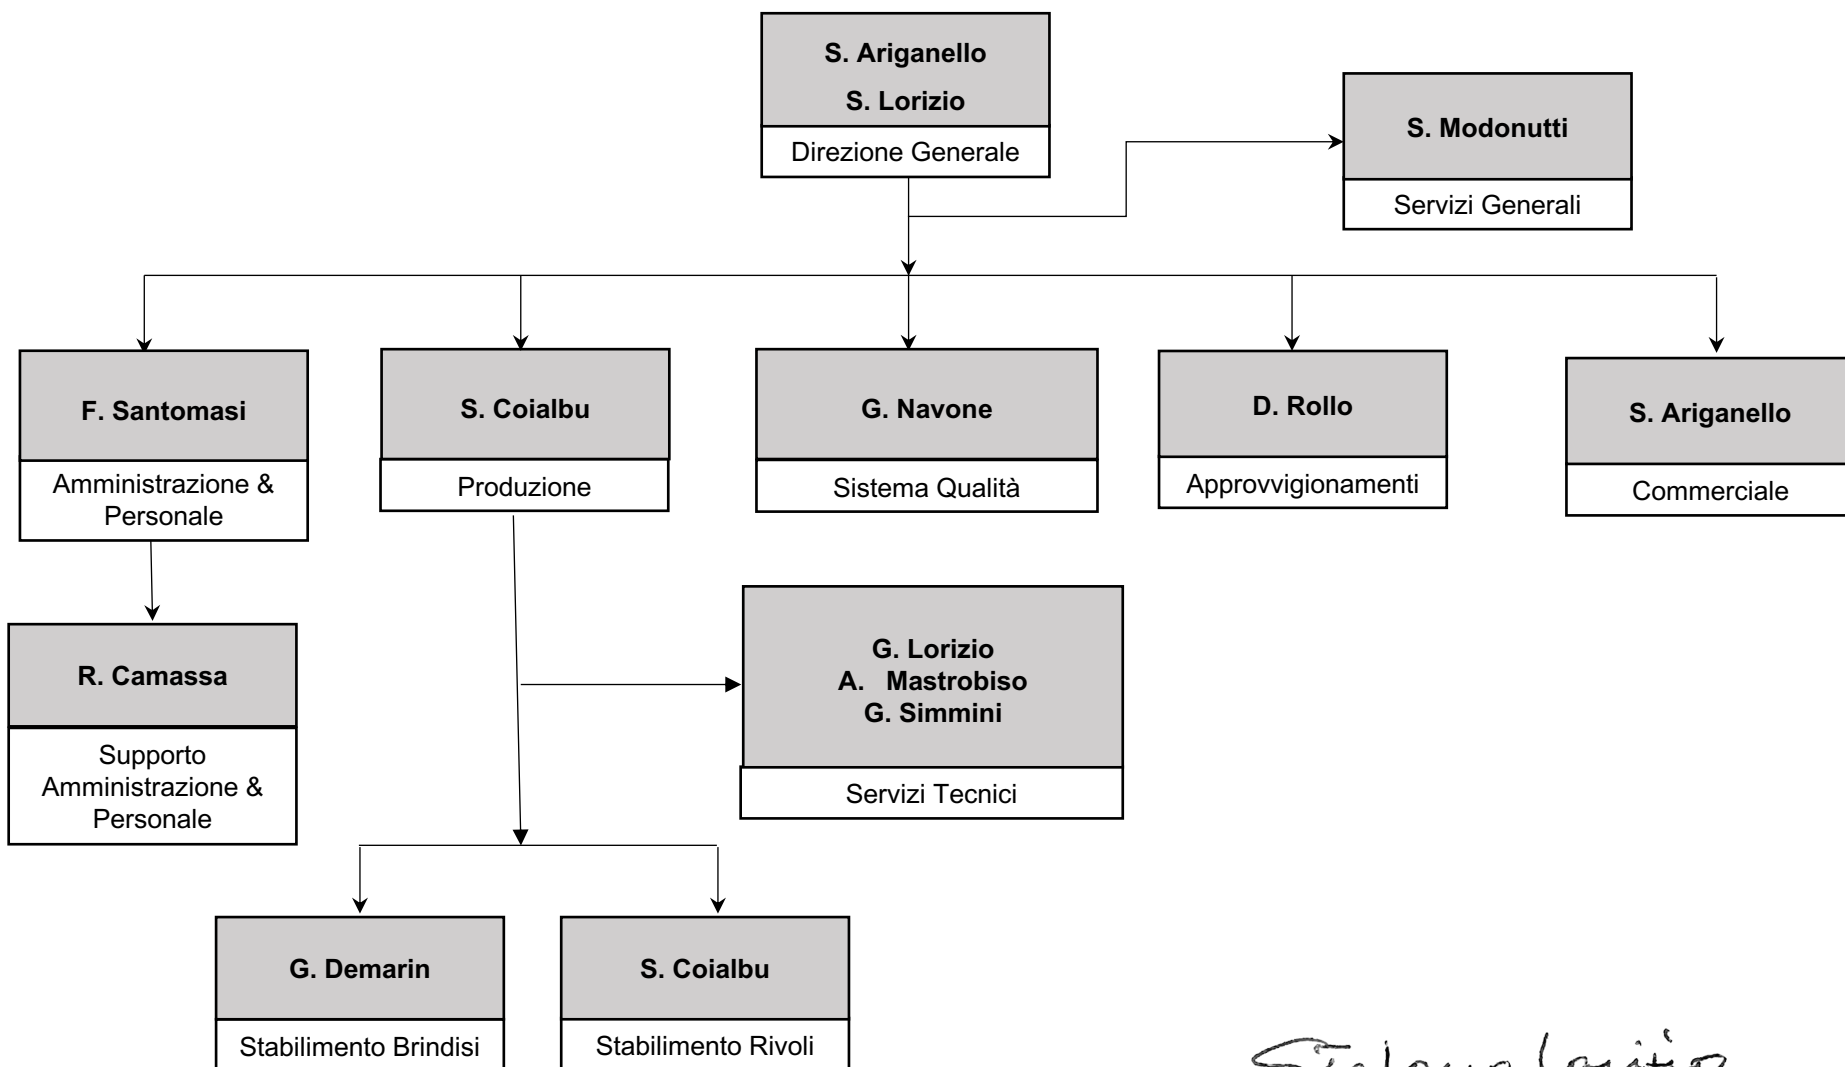 S. Ariganello
S. Lorizio
Direzione Generale
S. Modonutti
Servizi Generali
F. Santomasi
Amministrazione &
Personale
S. Coialbu
Produzione
G. Navone
Sistema Qualità
D. Rollo
Approvvigionamenti
S. Ariganello
Commerciale
R. Camassa
Supporto
Amministrazione &
Personale
G. Lorizio
A. Mastrobiso
G. Simmini
Servizi Tecnici
G. Demarin
Stabilimento Brindisi
S. Coialbu
Stabilimento Rivoli